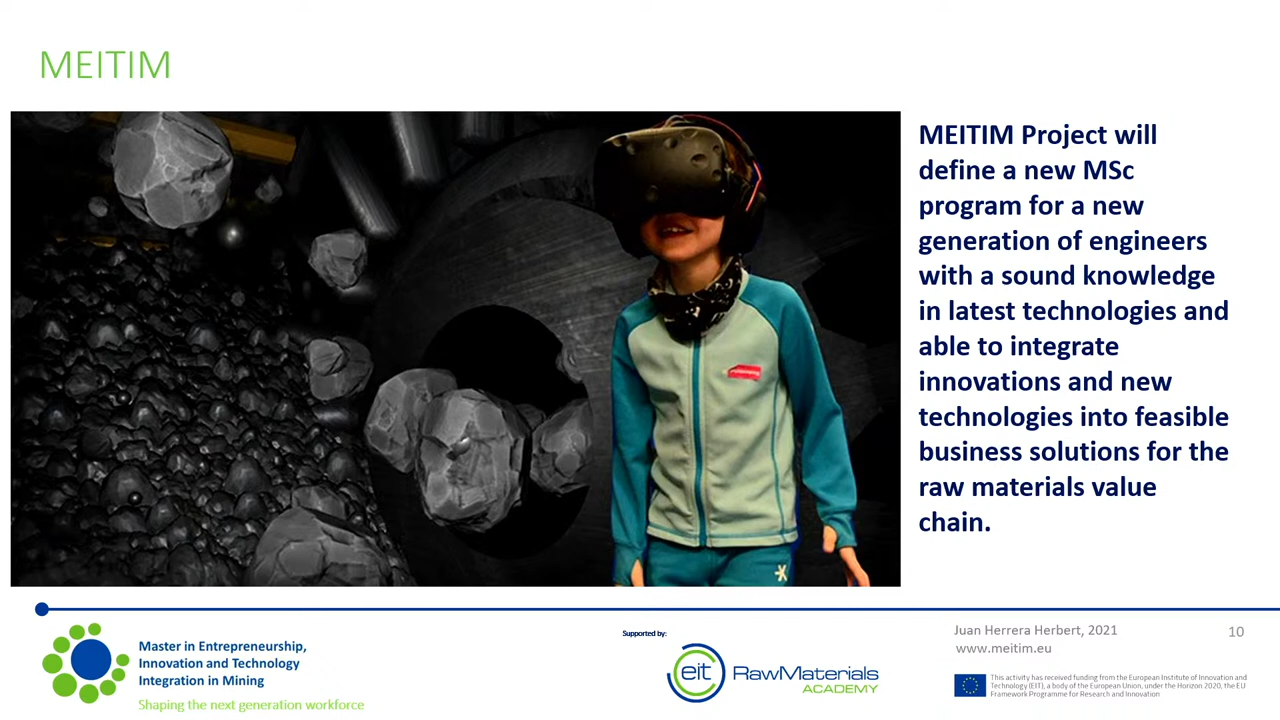 MEITIM
MEITIM Project will
define a new MSc
program for a new
generation of engineers
with a sound knowledge
in latest technologies and
able to integrate
innovations and new
technologies into feasible
business solutions for the
raw materials value
chain.
Master in Entrepreneurship,
Innovation and Technology
Integration in Mining
Shaping the next generation workforce
Supported by:
eit RawMaterials
ACADEMY
Juan Herrera Herbert, 2021
www.meitim.eu
10
This activity has received funding from the European Institute of Innovation and
Technology (EIT), a body of the European Union, under the Horizon 2020, the EU
Framework Programme for Research and Innovation